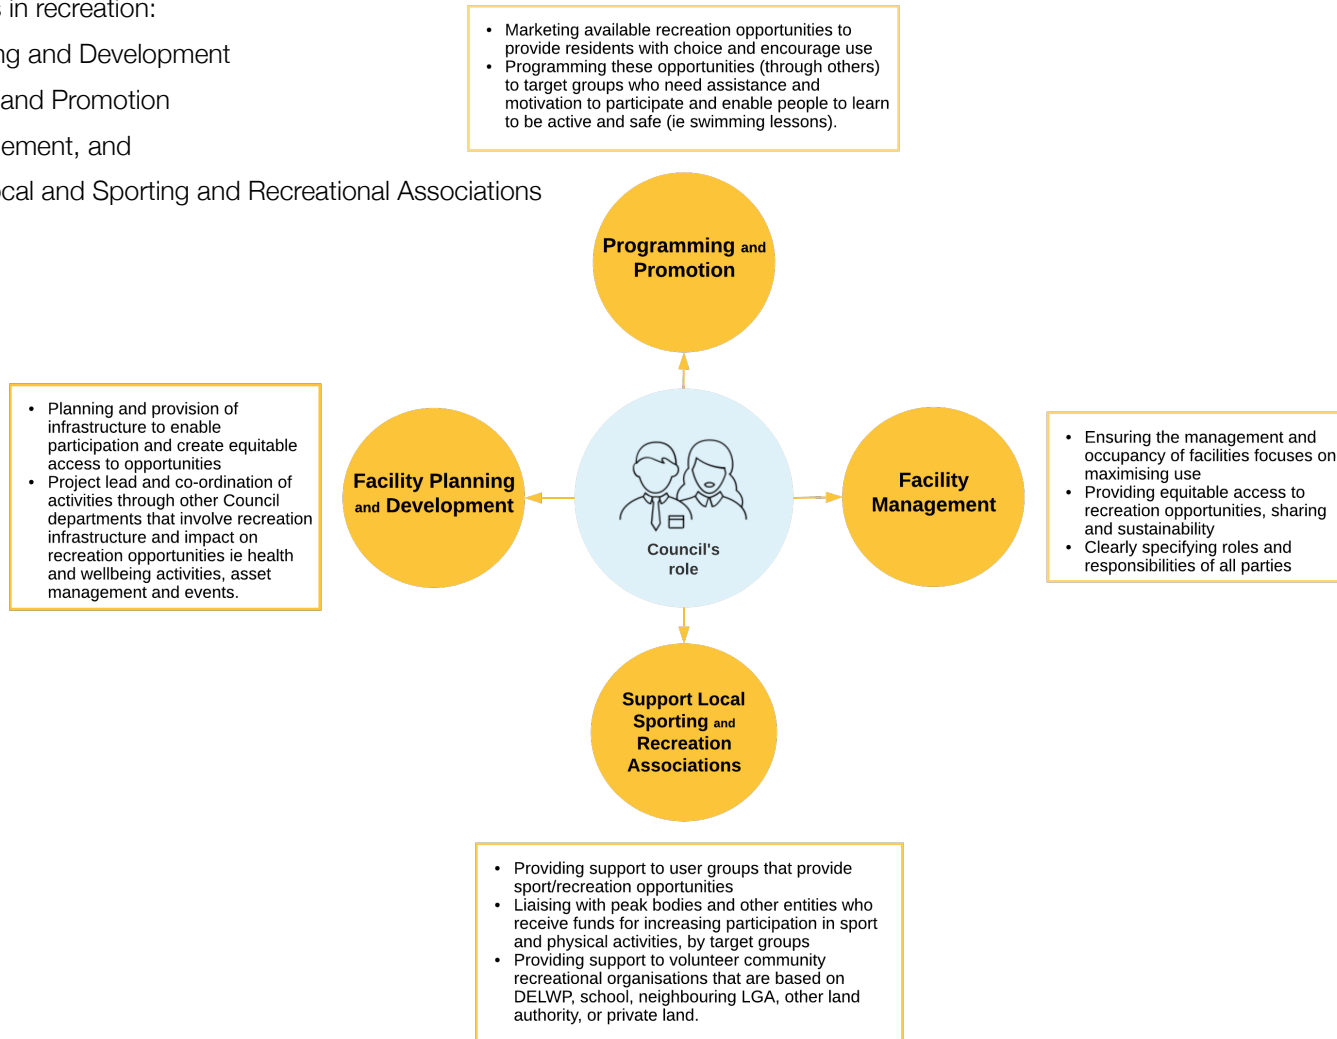 s in recreation:
ng and Development
and Promotion
ement, and
ocal and Sporting and Recreational Associations
• Marketing available recreation opportunities to
provide residents with choice and encourage use
• Programming these opportunities (through others)
to target groups who need assistance and
motivation to participate and enable people to learn
to be active and safe (ie swimming lessons).
Programming and
Promotion
• Planning and provision of
infrastructure to enable
participation and create equitable
access to opportunities
• Project lead and co-ordination of
activities through other Council
departments that involve recreation
infrastructure and impact on
recreation opportunities ie health
and wellbeing activities, asset
management and events.
Facility Planning
and Development
Council's
role
Facility
Management
• Ensuring the management and
occupancy of facilities focuses on
maximising use
• Providing equitable access to
recreation opportunities, sharing
and sustainability
• Clearly specifying roles and
responsibilities of all parties
Support Local
Sporting and
Recreation
Associations
• Providing support to user groups that provide
sport/recreation opportunities
• Liaising with peak bodies and other entities who
receive funds for increasing participation in sport
and physical activities, by target groups
• Providing support to volunteer community
recreational organisations that are based on
DELWP, school, neighbouring LGA, other land
authority, or private land.